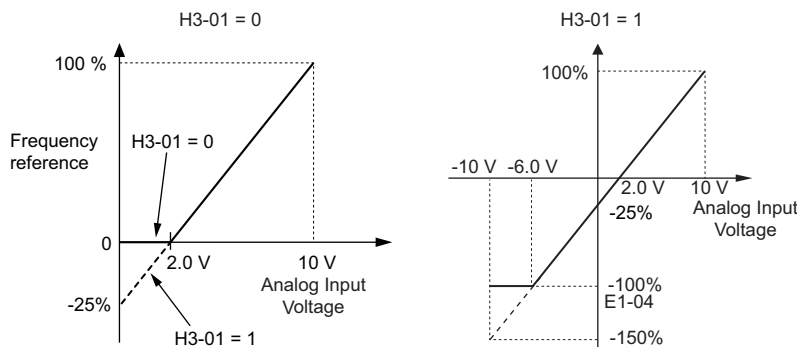 H3-01 = 0
100 %
Frequency
reference
H3-01 = 0
0
2.0 V
10 V
Analog Input
Voltage
-25%
H3-01 = 1
H3-01 = 1
100%
-10 V
-6.0 V
2.0 V
10 V
Analog Input
Voltage
-25%
-100%
E1-04
-150%